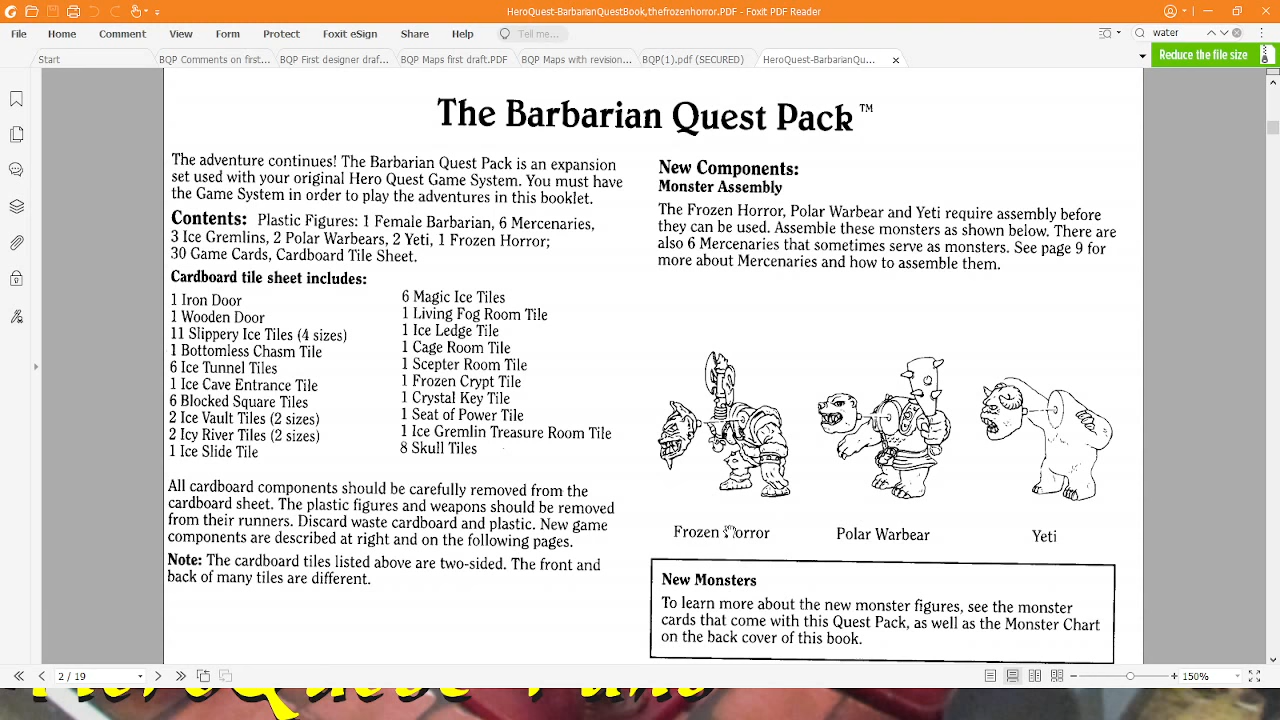 HeroQuest-BarbarianQuestBook,thefrozenhorror.PDF - Foxit PDF Reader
File Home Comment View Form Protect Foxit eSign Share Help Tell me... water
Start BQP Comments on first... BQP First designer draf... BQP Maps first draft.PDF BQP Maps with revision... BQP(1).pdf (SECURED) HeroQuest-BarbarianQu... Reduce the file size
The Barbarian Quest Pack™
The adventure continues! The Barbarian Quest Pack is an expansion
set used with your original Hero Quest Game System. You must have
the Game System in order to play the adventures in this booklet.
Contents: Plastic Figures: 1 Female Barbarian, 6 Mercenaries,
3 Ice Gremlins, 2 Polar Warbears, 2 Yeti, 1 Frozen Horror;
30 Game Cards, Cardboard Tile Sheet.
Cardboard tile sheet includes:
1 Iron Door
1 Wooden Door
11 Slippery Ice Tiles (4 sizes)
1 Bottomless Chasm Tile
6 Ice Tunnel Tiles
1 Ice Cave Entrance Tile
6 Blocked Square Tiles
2 Ice Vault Tiles (2 sizes)
2 Icy River Tiles (2 sizes)
1 Ice Slide Tile
6 Magic Ice Tiles
1 Living Fog Room Tile
1 Ice Ledge Tile
1 Cage Room Tile
1 Scepter Room Tile
1 Frozen Crypt Tile
1 Crystal Key Tile
1 Seat of Power Tile
1 Ice Gremlin Treasure Room Tile
8 Skull Tiles
All cardboard components should be carefully removed from the
cardboard sheet. The plastic figures and weapons should be removed
from their runners. Discard waste cardboard and plastic. New game
components are described at right and on the following pages.
Note: The cardboard tiles listed above are two-sided. The front and
back of many tiles are different.
New Components:
Monster Assembly
The Frozen Horror, Polar Warbear and Yeti require assembly before
they can be used. Assemble these monsters as shown below. There are
also 6 Mercenaries that sometimes serve as monsters. See page 9 for
more about Mercenaries and how to assemble them.
Frozen Horror Polar Warbear Yeti
New Monsters
To learn more about the new monster figures, see the monster
cards that come with this Quest Pack, as well as the Monster Chart
on the back cover of this book.
2 / 19 150%